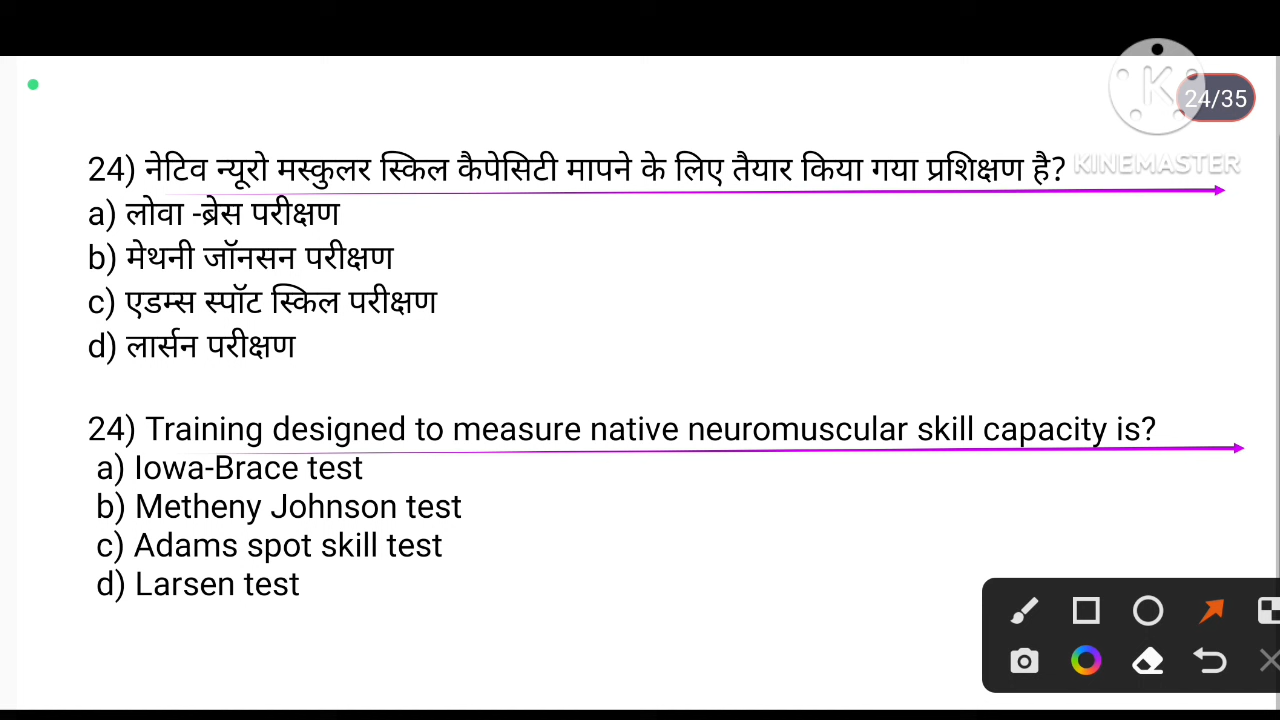 24/35
KINEMASTER
24) नेटिव न्यूरो मस्कुलर स्किल कैपेसिटी मापने के लिए तैयार किया गया प्रशिक्षण है?
a) लोवा -ब्रेस परीक्षण
b) मेथनी जॉनसन परीक्षण
c) एडम्स स्पॉट स्किल परीक्षण
d) लार्सन परीक्षण
24) Training designed to measure native neuromuscular skill capacity is?
a) Iowa-Brace test
b) Metheny Johnson test
c) Adams spot skill test
d) Larsen test